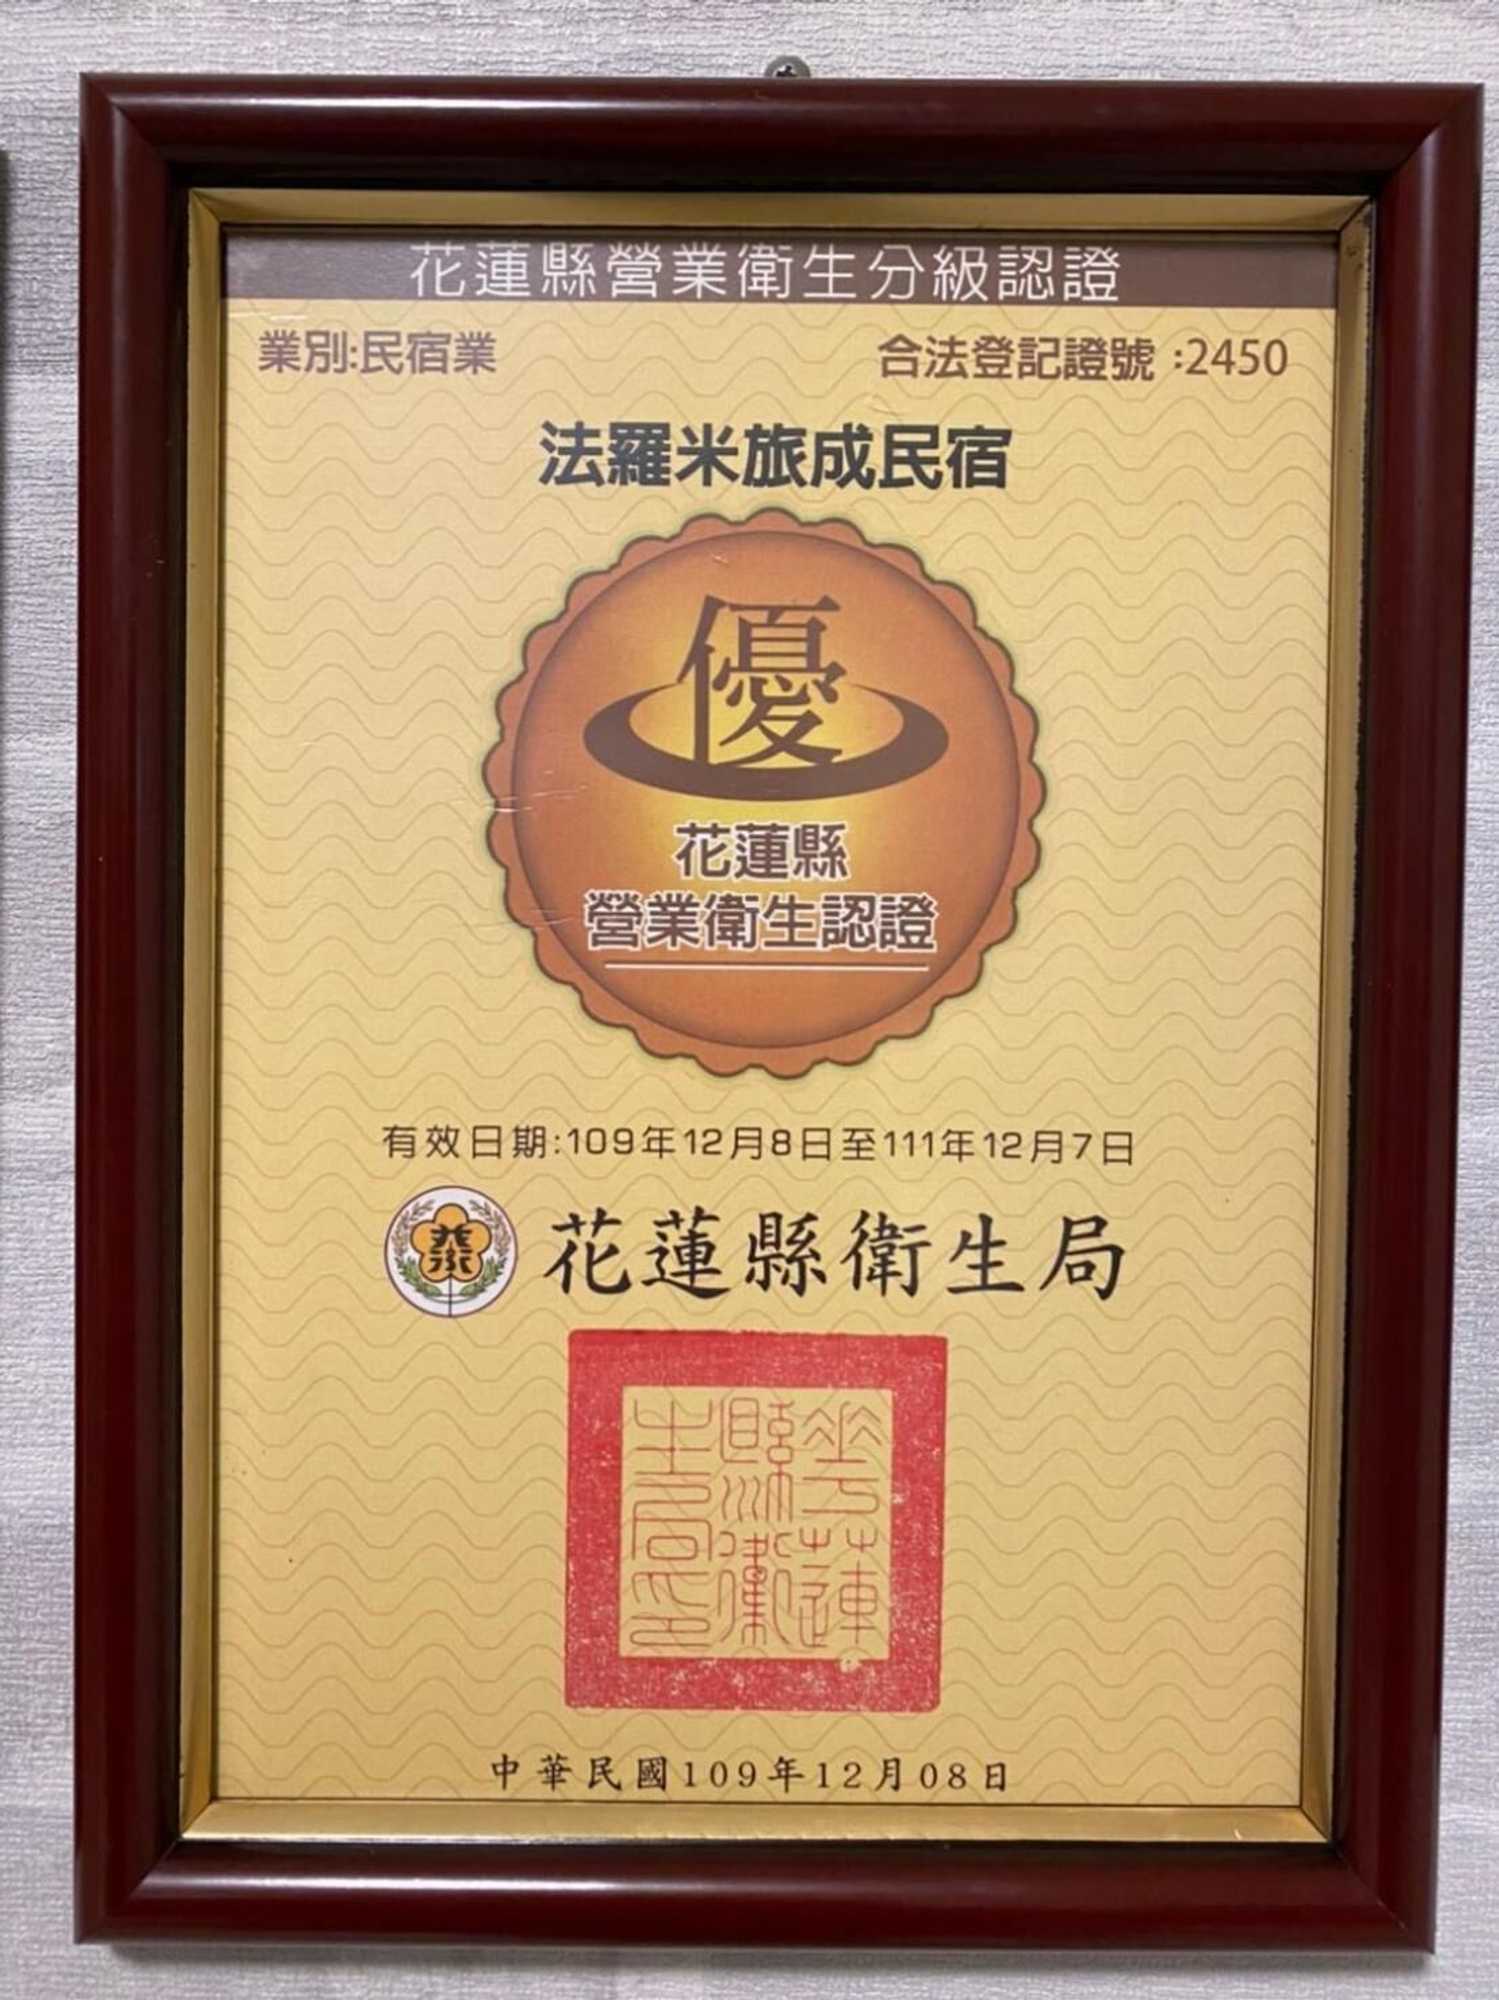 花蓮縣營業衛生分級認證
業別:民宿業
合法登記證號:2450
法羅米旅成民宿
優
花蓮縣
營業衛生認證
有效日期:109年12月8日至111年12月7日
花蓮縣衛生局
花蓮縣衛生局印
中華民國109年12月08日